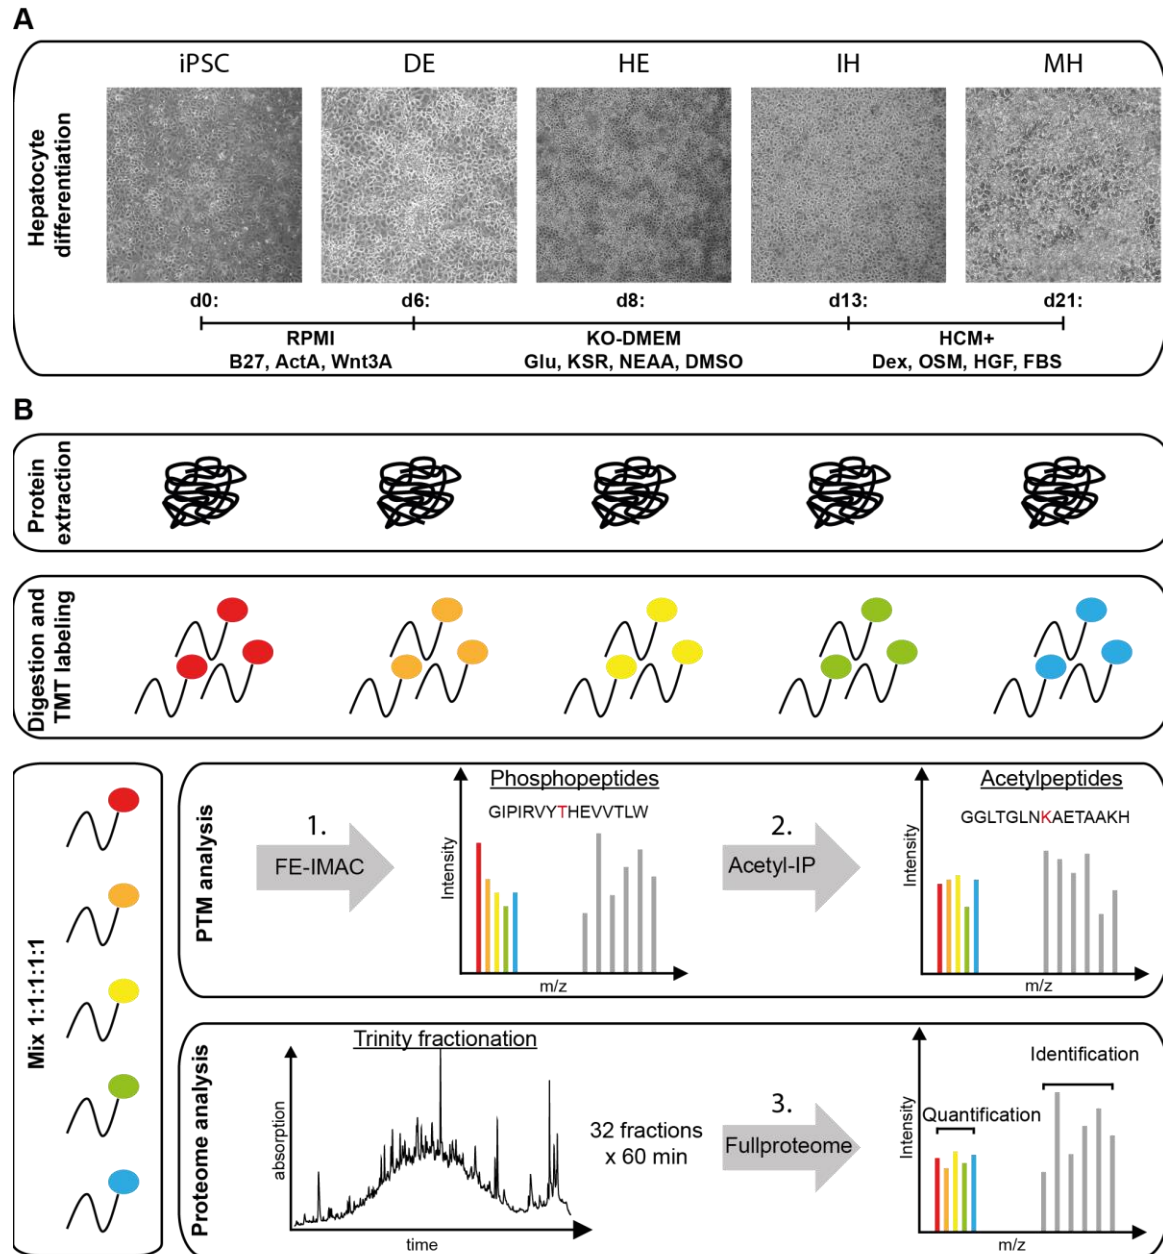 A
iPSC
DE
HE
IH
MH
Hepatocyte
differentiation
d0:
d6:
d8:
d13:
d21:
RPMI
B27, ActA, Wnt3A
KO-DMEM
Glu, KSR, NEAA, DMSO
HCM+
Dex, OSM, HGF, FBS
B
Protein
extraction
Digestion and
TMT labeling
Mix 1:1:1:1:1
PTM analysis
1.
FE-IMAC
Phosphopeptides
GIPIRVYTHEVVTLW
Intensity
m/z
2.
Acetyl-IP
Acetylpeptides
GGLTGLNKAETAAKH
Intensity
m/z
Proteome analysis
Trinity fractionation
absorption
time
32 fractions
x 60 min
3.
Fullproteome
Identification
Quantification
Intensity
m/z